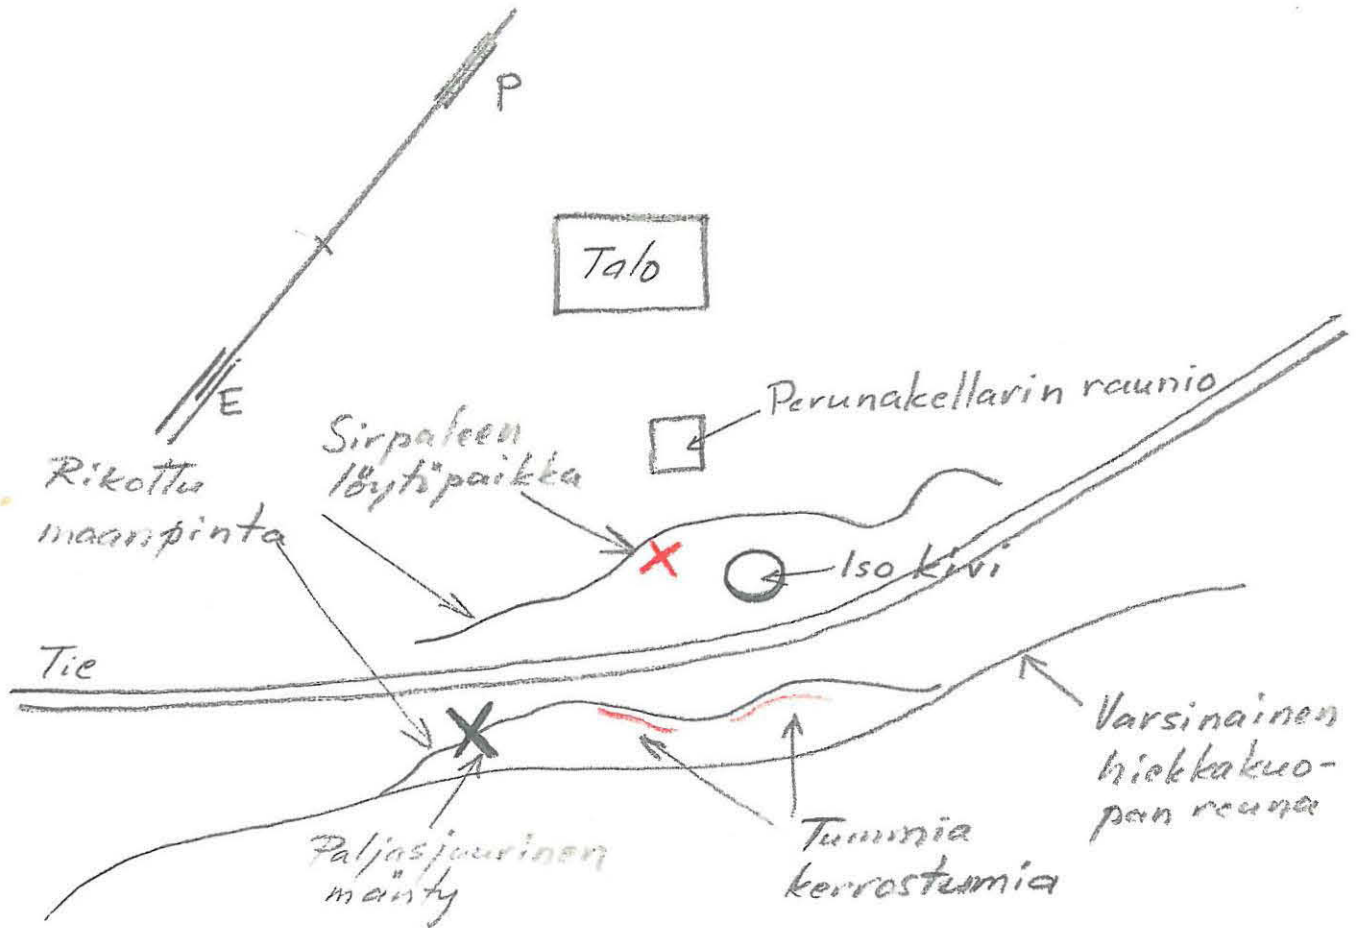 P
Talo
E
Perunakellarin raunio
Sirpaleen
löytöpaikka
Rikottu
maanpinta
Iso kivi
Tie
Varsinainen
hiekkakuo-
pan reuna
Tummia
kerrostumia
Paljasjuurinen
mänty